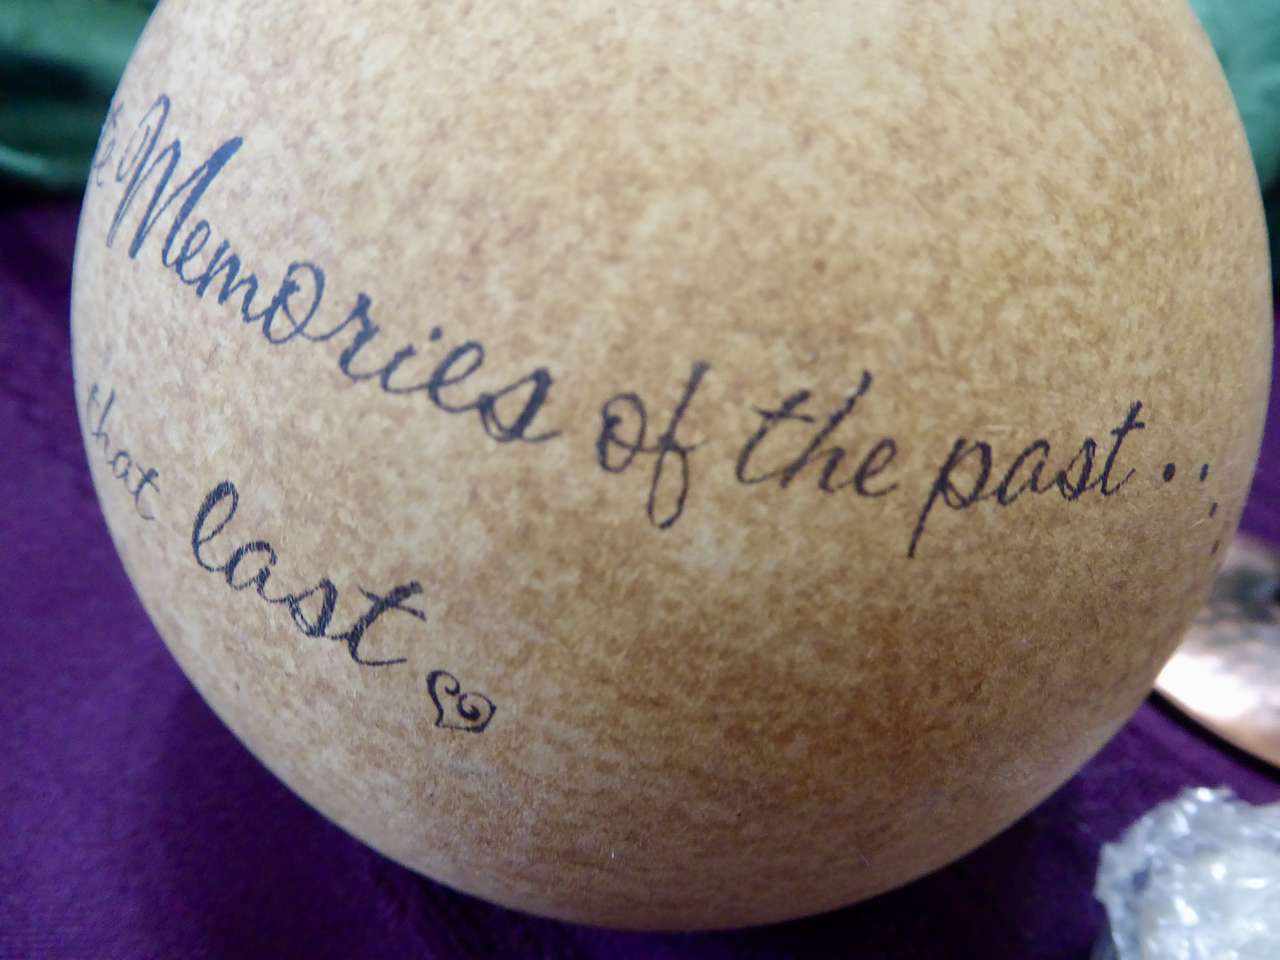 Memories of the past....
that last